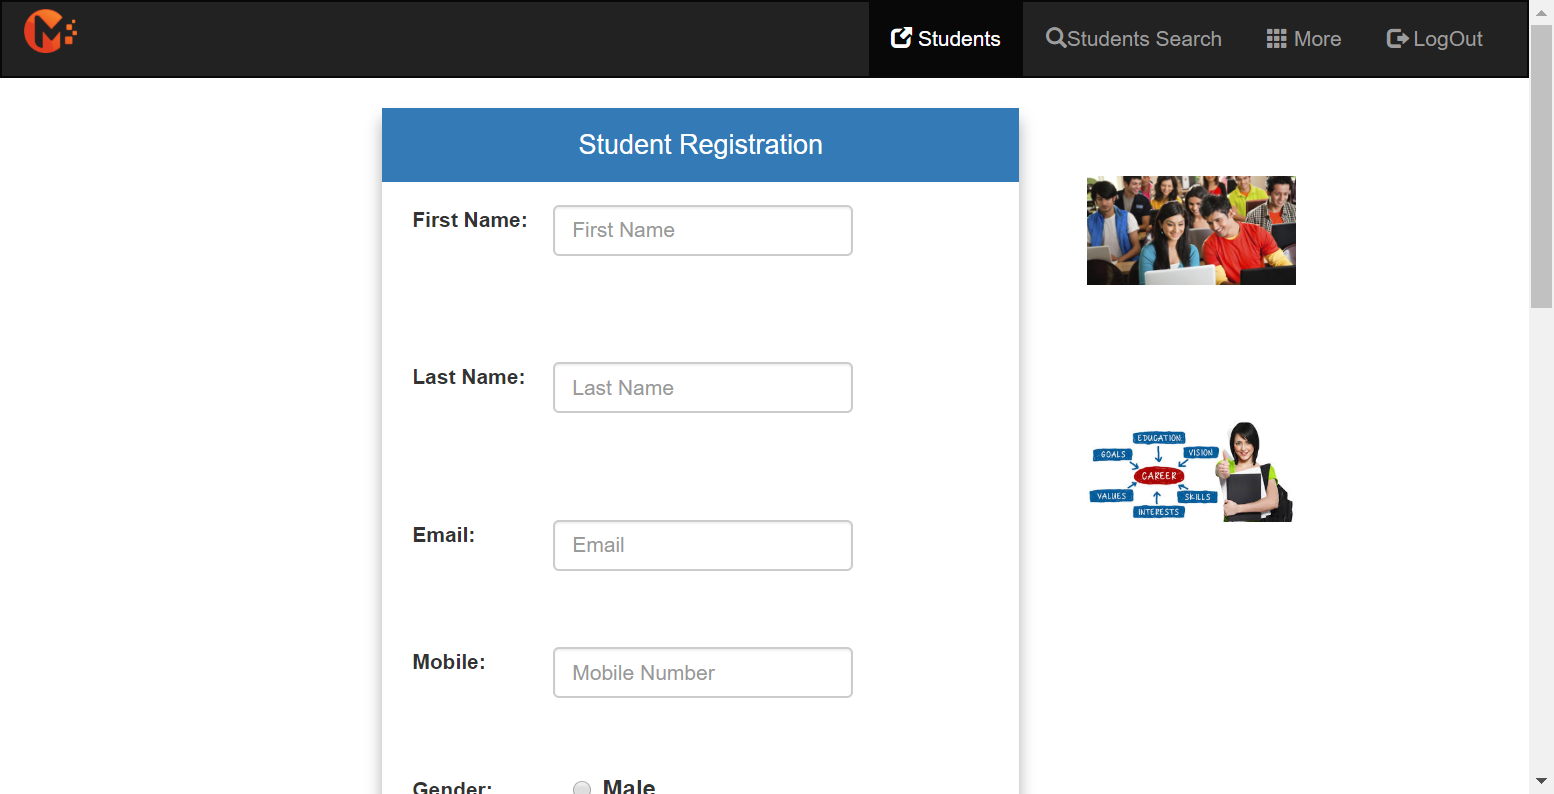 Students
Students Search
More
LogOut
Student Registration
First Name:
First Name
Last Name:
Last Name
Email:
Email
Mobile:
Mobile Number
Gender:
Male
EDUCATION
GOALS
VISION
CAREER
VALUES
SKILLS
INTERESTS